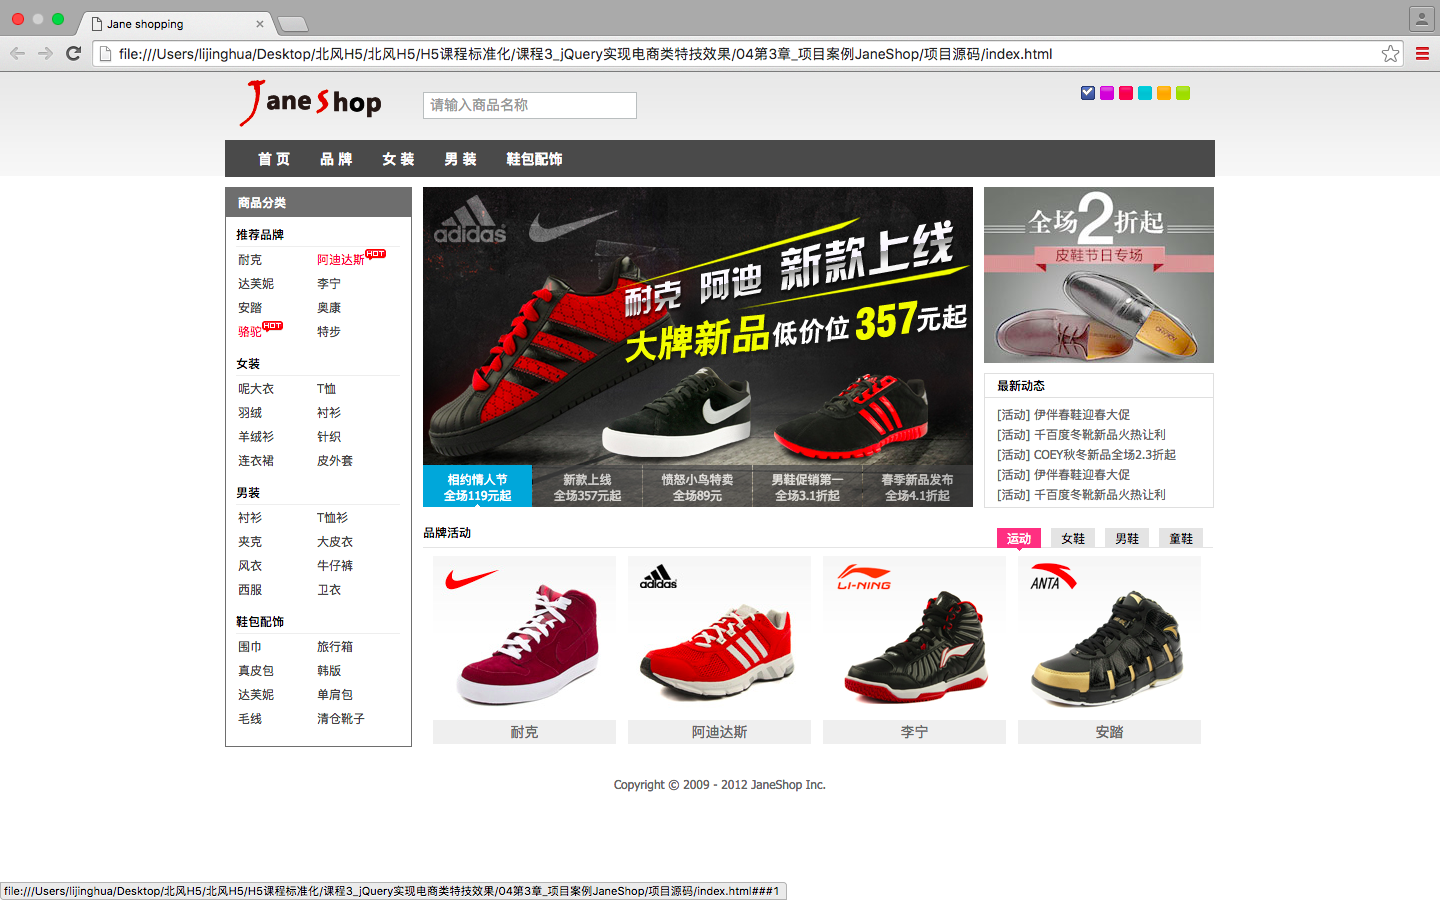 Jane shopping
file:///Users/lijinghua/Desktop/北风H5/北风H5/H5课程标准化/课程3_jQuery实现电商类特技效果/04第3章_项目案例JaneShop/项目源码/index.html
Jane Shop
请输入商品名称
首 页 品 牌 女 装 男 装 鞋包配饰
商品分类
推荐品牌
耐克 阿迪达斯 HOT
达芙妮 李宁
安踏 奥康
骆驼 HOT 特步
女装
呢大衣 T恤
羽绒 衬衫
羊绒衫 针织
连衣裙 皮外套
男装
衬衫 T恤衫
夹克 大皮衣
风衣 牛仔裤
西服 卫衣
鞋包配饰
围巾 旅行箱
真皮包 韩版
达芙妮 单肩包
毛线 清仓靴子
adidas
耐克 阿迪 新款上线
大牌新品低价位 357元起
相约情人节
全场119元起
新款上线
全场357元起
愤怒小鸟特卖
全场89元
男鞋促销第一
全场3.1折起
春季新品发布
全场4.1折起
全场2折起
皮鞋节日专场
最新动态
[活动] 伊伴春鞋迎春大促
[活动] 千百度冬靴新品火热让利
[活动] COEY秋冬新品全场2.3折起
[活动] 伊伴春鞋迎春大促
[活动] 千百度冬靴新品火热让利
品牌活动
运动 女鞋 男鞋 童鞋
adidas
LI-NING
ANTA
耐克 阿迪达斯 李宁 安踏
Copyright © 2009 - 2012 JaneShop Inc.
file:///Users/lijinghua/Desktop/北风H5/北风H5/H5课程标准化/课程3_jQuery实现电商类特技效果/04第3章_项目案例JaneShop/项目源码/index.html###1